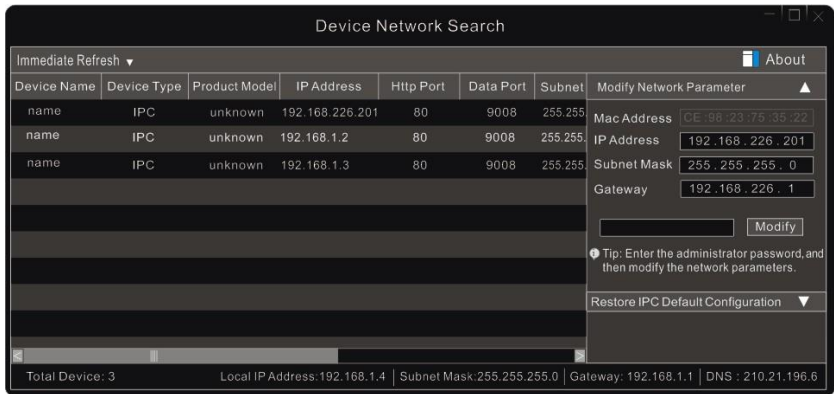 Device Network Search
Immediate Refresh ▼
About
Device Name Device Type Product Model IP Address Http Port Data Port Subnet
name IPC unknown 192.168.226.201 80 9008 255.255.
name IPC unknown 192.168.1.2 80 9008 255.255.
name IPC unknown 192.168.1.3 80 9008 255.255.
Modify Network Parameter ▲
Mac Address CE :98 :23 :75 :35 :22
IP Address 192 .168 . 226 . 201
Subnet Mask 255 . 255 . 255 . 0
Gateway 192 .168 . 226 . 1
Modify
Tip: Enter the administrator password, and
then modify the network parameters.
Restore IPC Default Configuration ▼
Total Device: 3 Local IP Address:192.168.1.4 Subnet Mask:255.255.255.0 Gateway: 192.168.1.1 DNS : 210.21.196.6